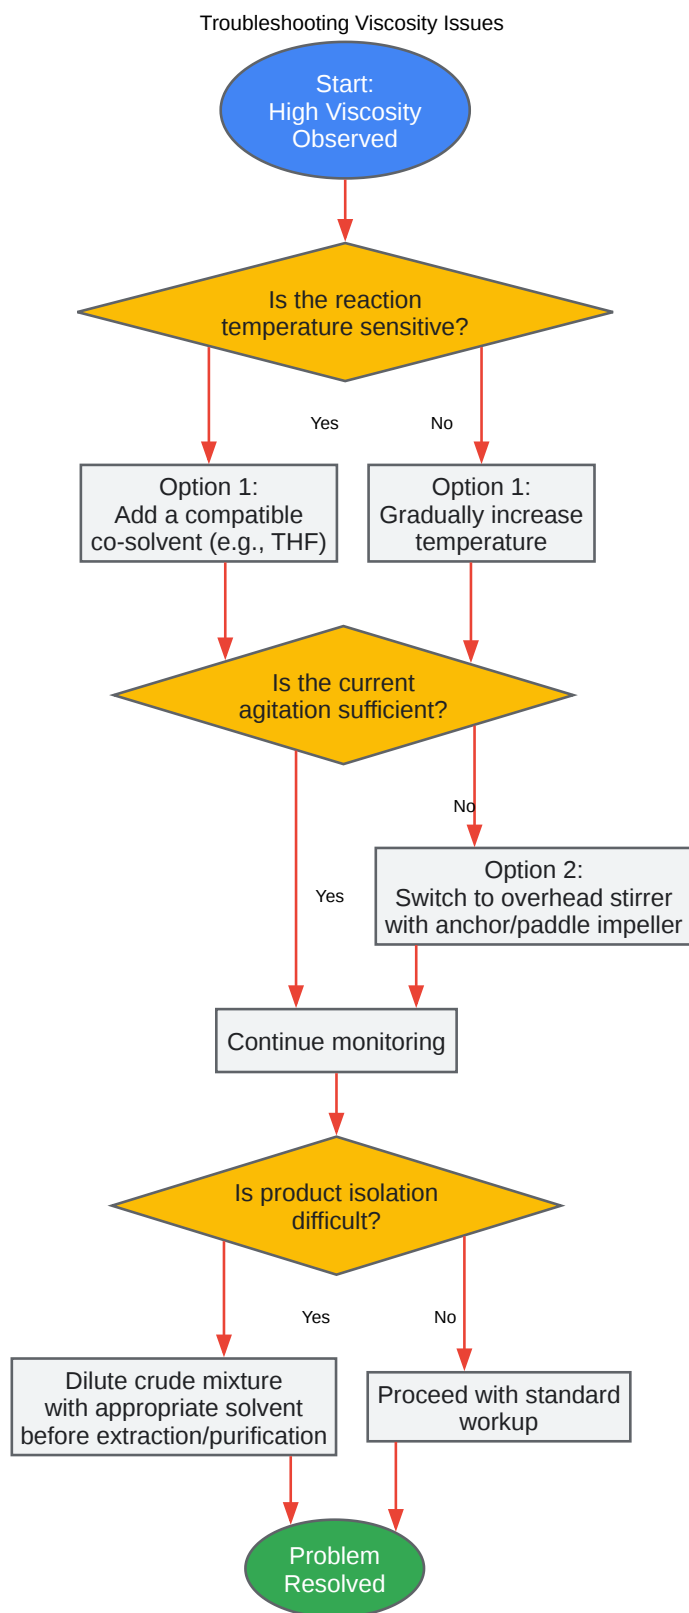 Troubleshooting Viscosity Issues
Start:
High Viscosity
Observed
Is the reaction
temperature sensitive?
Yes
No
Option 1:
Add a compatible
co-solvent (e.g., THF)
Option 1:
Gradually increase
temperature
Is the current
agitation sufficient?
No
Option 2:
Switch to overhead stirrer
with anchor/paddle impeller
Yes
Continue monitoring
Is product isolation
difficult?
Yes
No
Dilute crude mixture
with appropriate solvent
before extraction/purification
Proceed with standard
workup
Problem
Resolved